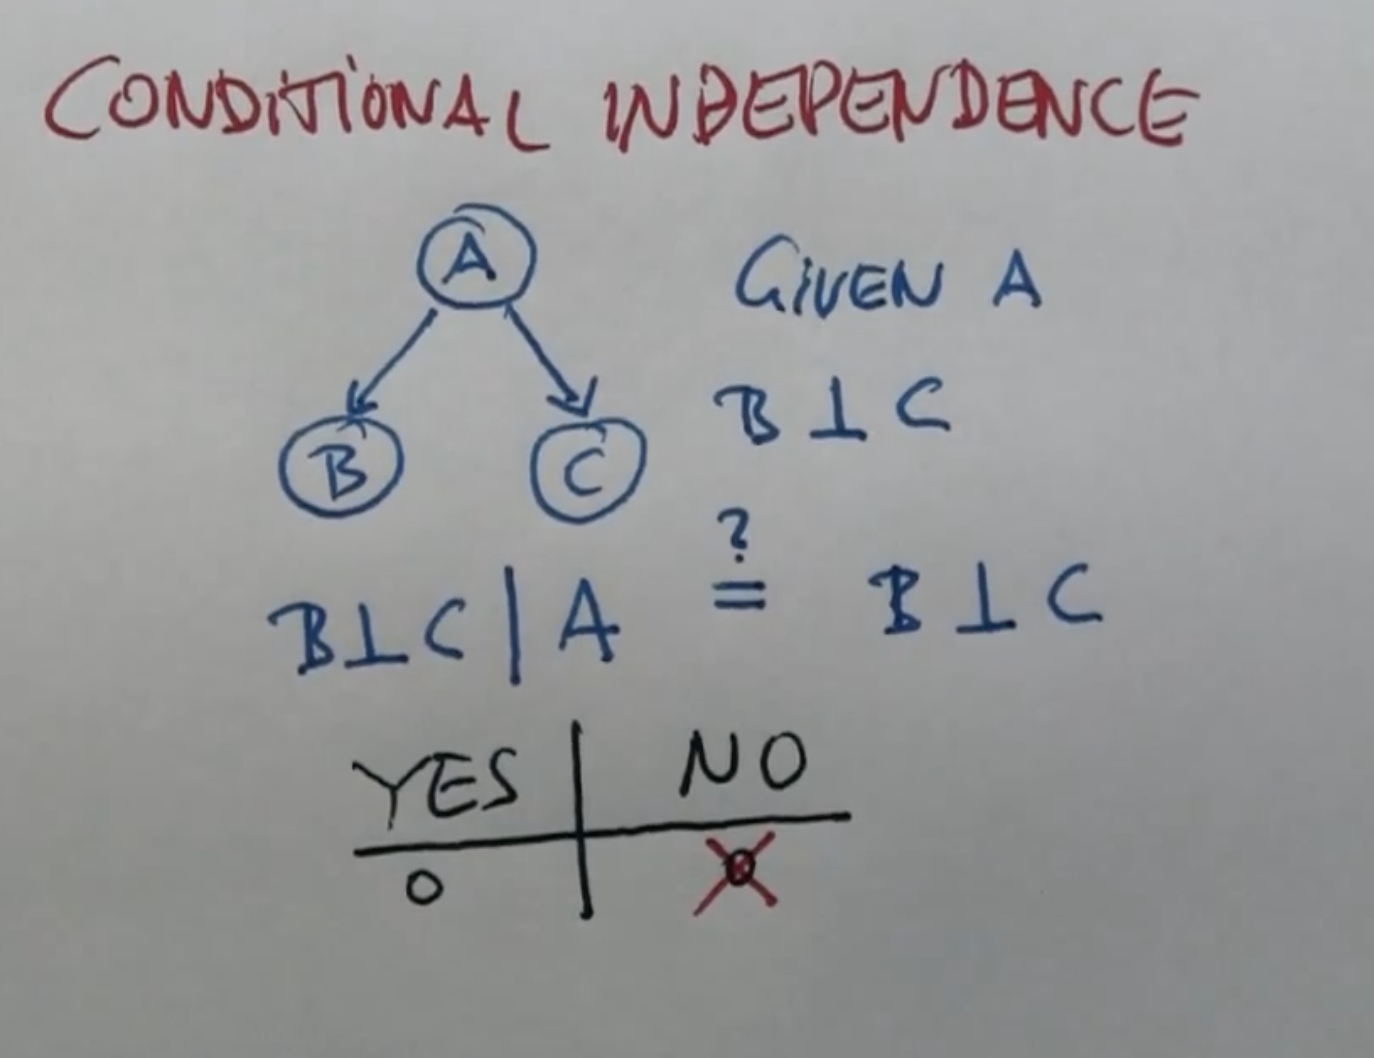 CONDITIONAL INDEPENDENCE
A
GIVEN A
B ⊥ C
B
C
?
B⊥C | A = B ⊥ C
YES | NO
O
O